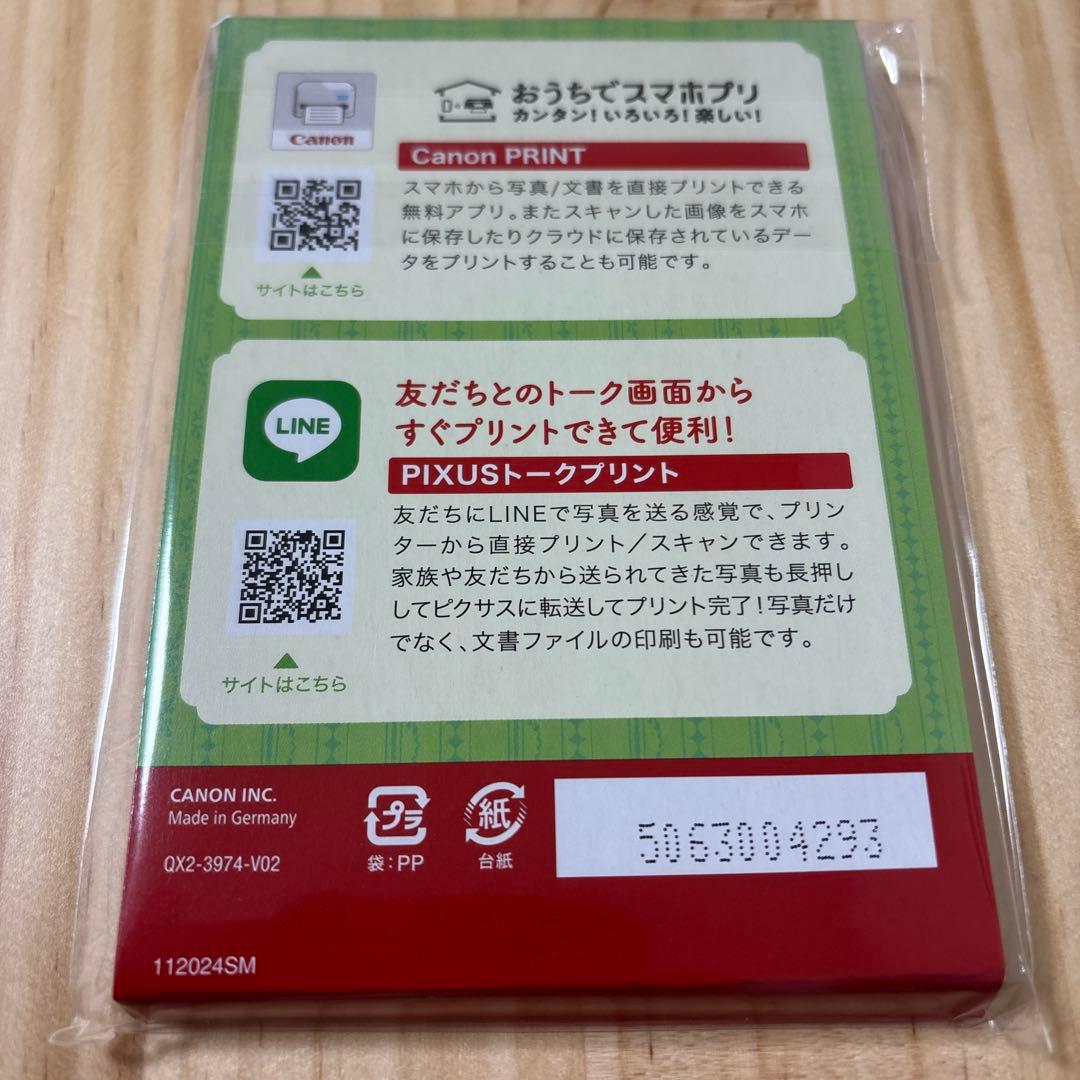 Canon
おうちでスマホプリ
カンタン!いろいろ!楽しい!
Canon PRINT
スマホから写真/文書を直接プリントできる
無料アプリ。またスキャンした画像をスマホ
に保存したりクラウドに保存されているデー
タをプリントすることも可能です。
サイトはこちら
LINE
友だちとのトーク画面から
すぐプリントできて便利!
PIXUSトークプリント
友だちにLINEで写真を送る感覚で、プリン
ターから直接プリント/スキャンできます。
家族や友だちから送られてきた写真も長押し
してピクサスに転送してプリント完了!写真だけ
でなく、文書ファイルの印刷も可能です。
サイトはこちら
CANON INC.
Made in Germany
QX2-3974-V02
プラ
袋:PP
紙
台紙
5063004293
112024SM